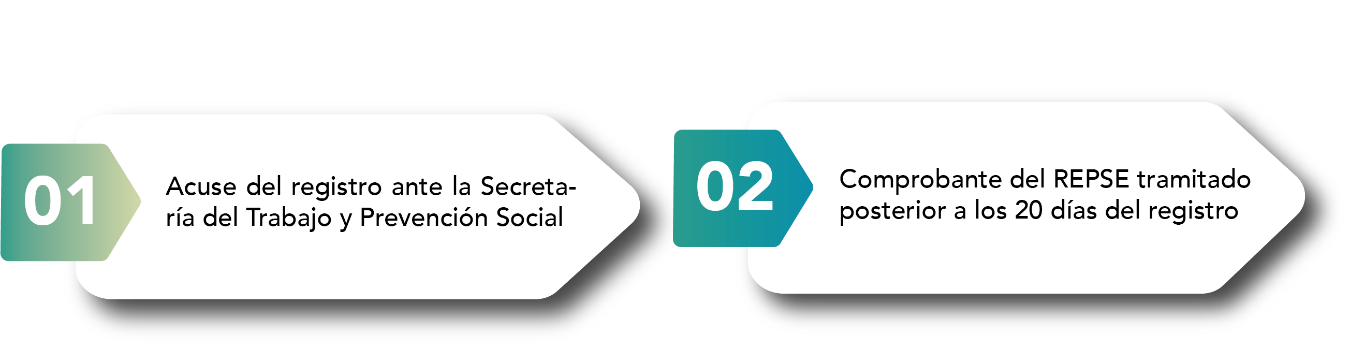 01
Acuse del registro ante la Secreta-
ría del Trabajo y Prevención Social
02
Comprobante del REPSE tramitado
posterior a los 20 días del registro